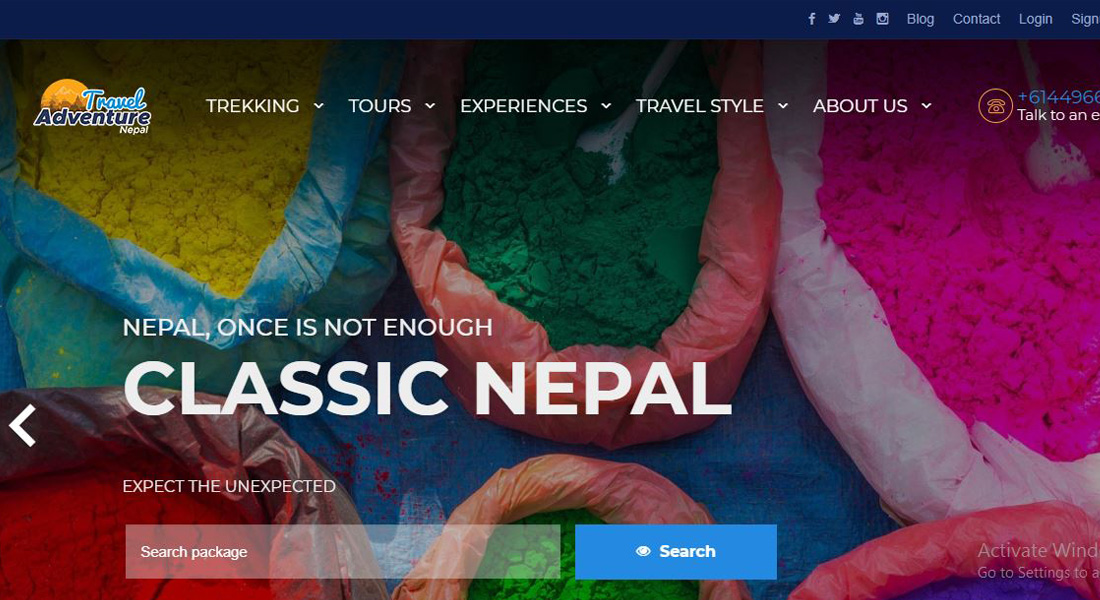 Blog Contact Login Sign
Travel
Adventure
Nepal
TREKKING TOURS EXPERIENCES TRAVEL STYLE ABOUT US
+6144966
Talk to an e
NEPAL, ONCE IS NOT ENOUGH
CLASSIC NEPAL
EXPECT THE UNEXPECTED
Search package
Search
Activate Wind
Go to Settings to a